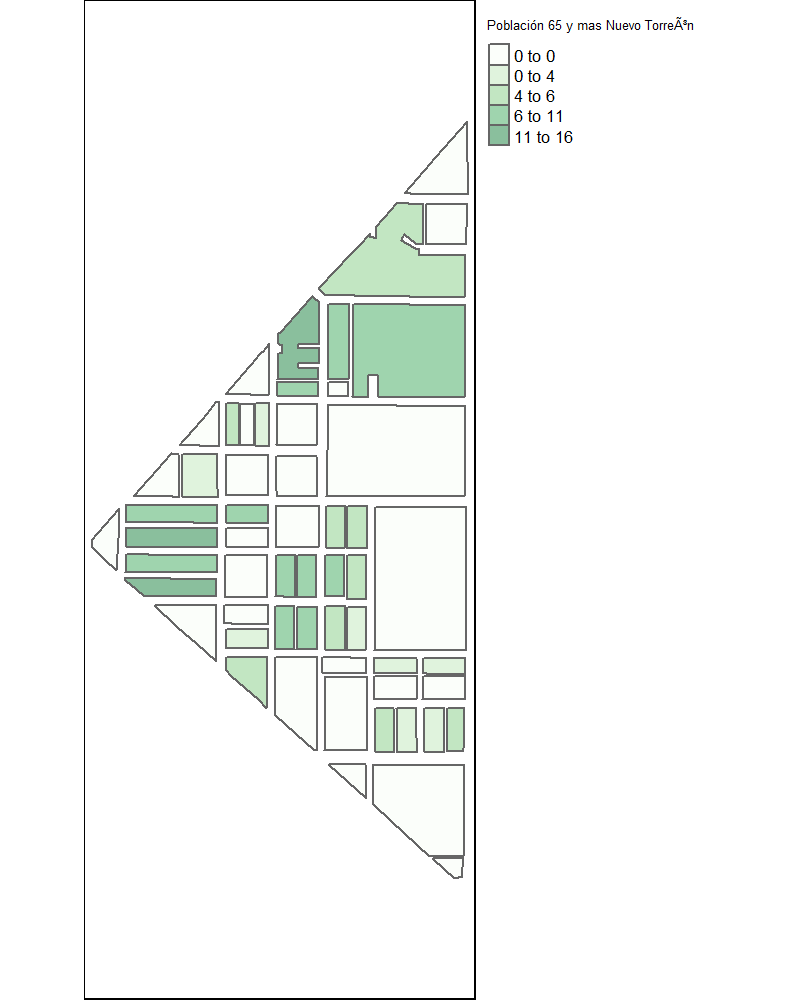 Población 65 y mas Nuevo TorreÃ³n
0 to 0
0 to 4
4 to 6
6 to 11
11 to 16